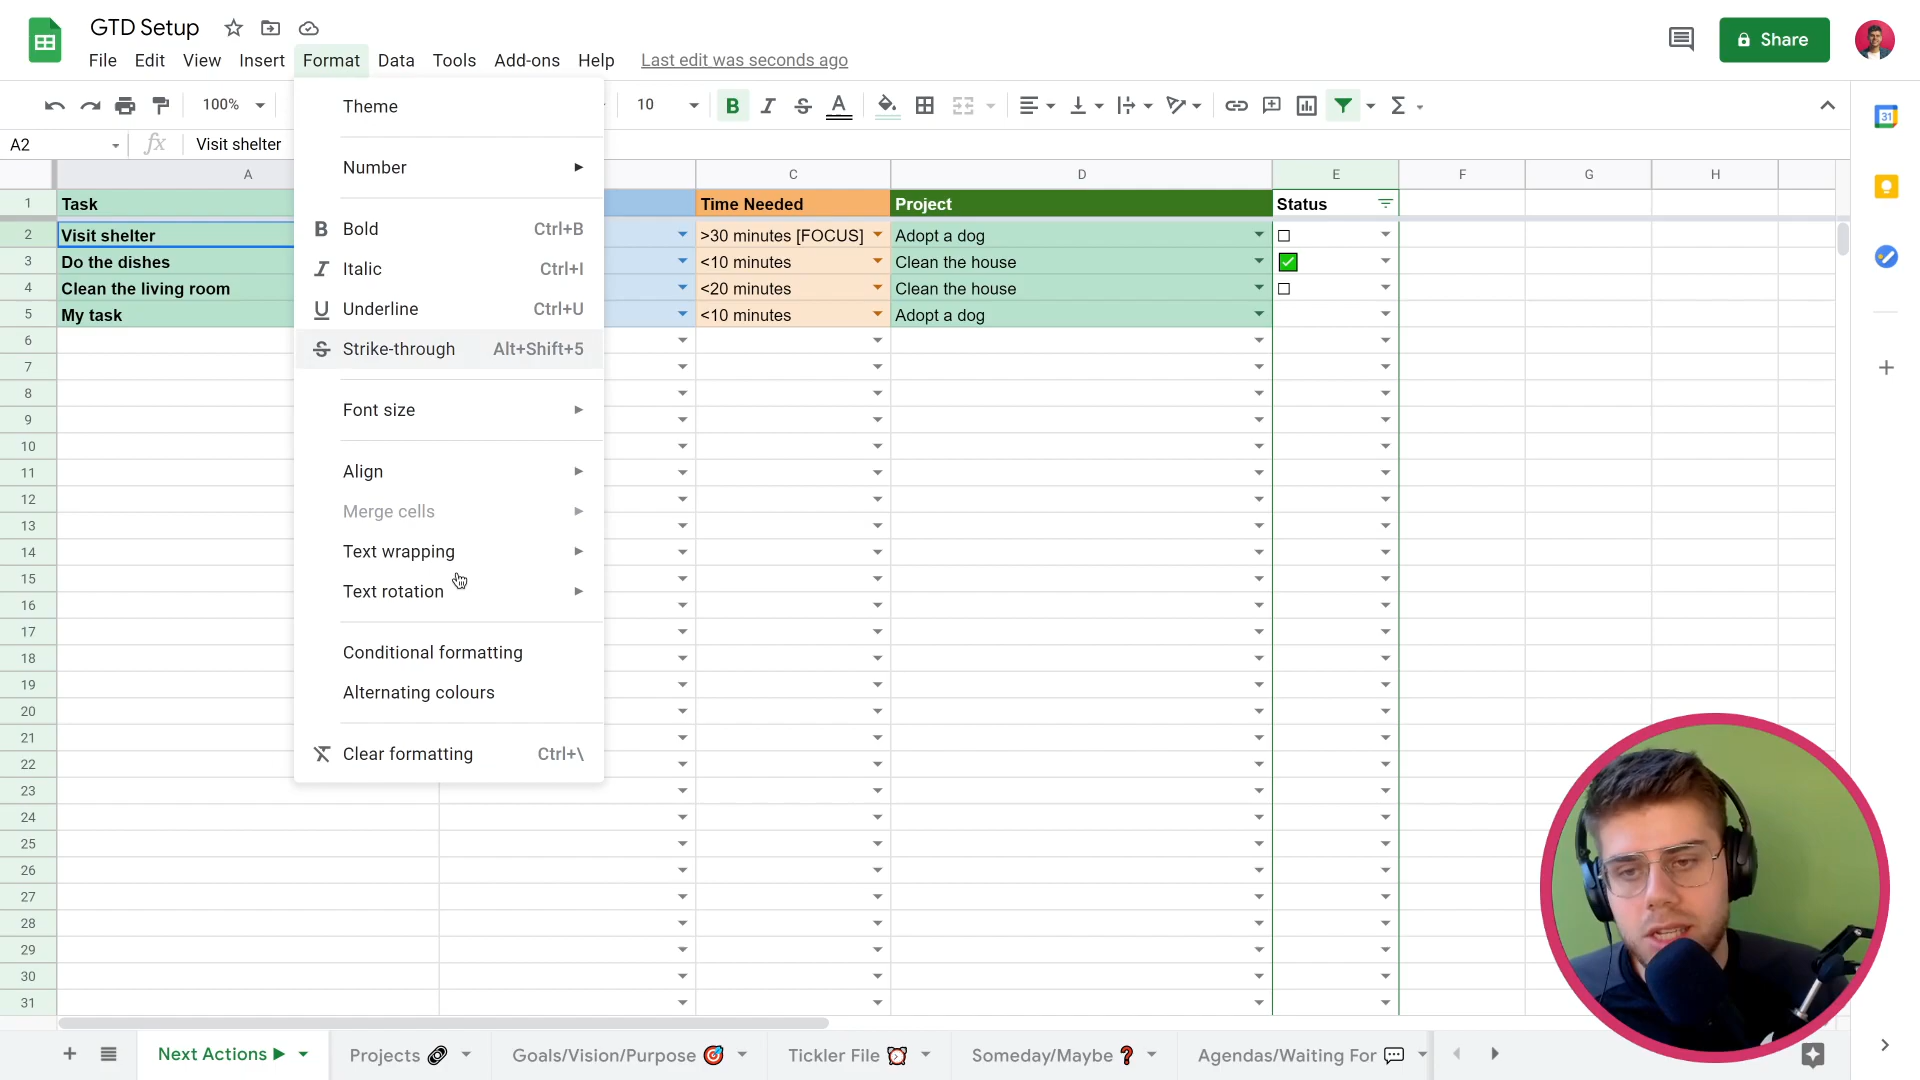 GTD Setup
File Edit View Insert Format Data Tools Add-ons Help Last edit was seconds ago
Share
100% 10
A2 fx Visit shelter
A C D E F G H
1 Task Time Needed Project Status
2 Visit shelter >30 minutes [FOCUS] Adopt a dog ☐
3 Do the dishes <10 minutes Clean the house ✅
4 Clean the living room <20 minutes Clean the house ☐
5 My task <10 minutes Adopt a dog
6
7
8
9
10
11
12
13
14
15
16
17
18
19
20
21
22
23
24
25
26
27
28
29
30
31
Theme
Number
B Bold Ctrl+B
I Italic Ctrl+I
U Underline Ctrl+U
S Strike-through Alt+Shift+5
Font size
Align
Merge cells
Text wrapping
Text rotation
Conditional formatting
Alternating colours
Clear formatting Ctrl+\
31
Next Actions ▶ Projects 🔗 Goals/Vision/Purpose 🎯 Tickler File ⏰ Someday/Maybe ❓ Agendas/Waiting For 💬